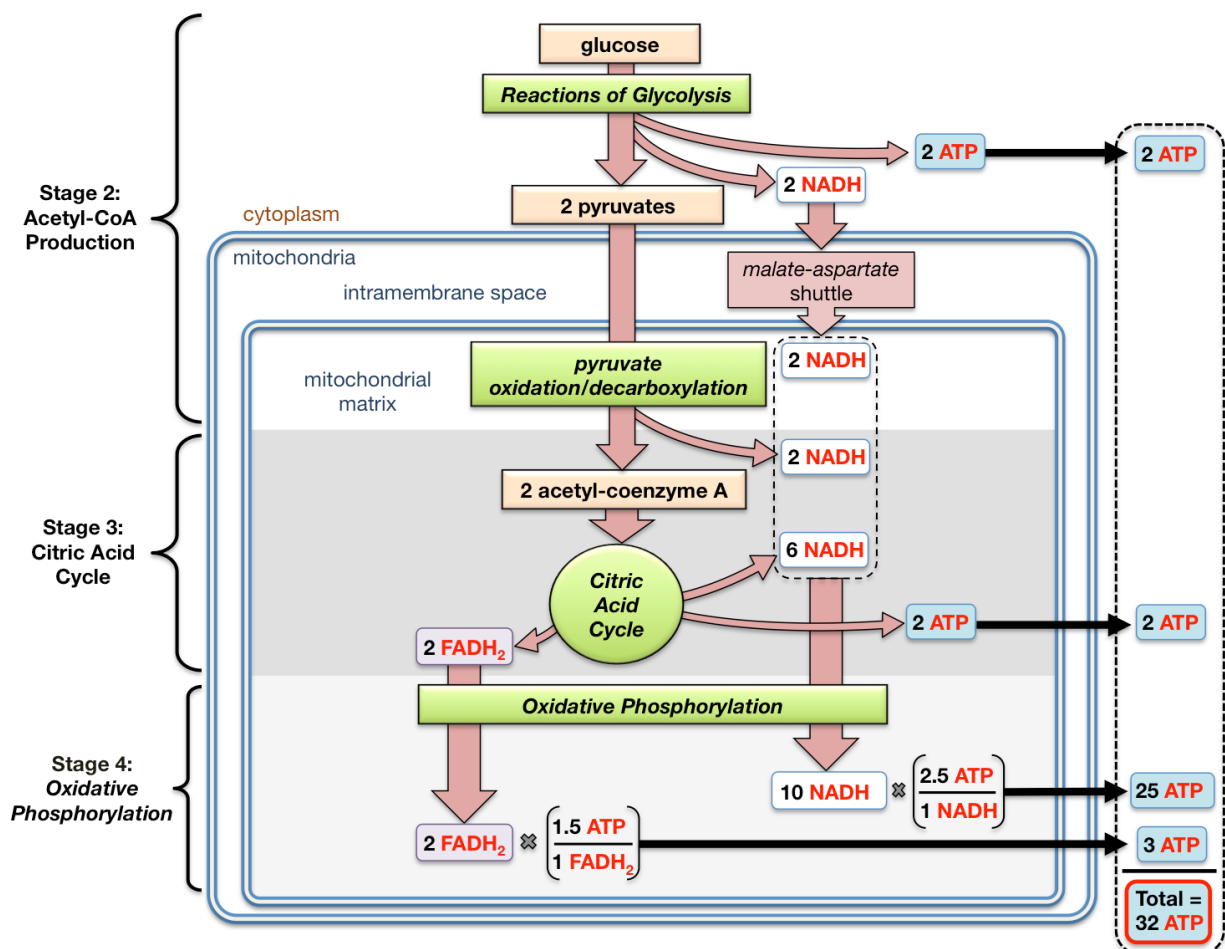 glucose
Reactions of Glycolysis
2 ATP
2 ATP
2 NADH
Stage 2:
Acetyl-CoA
Production
2 pyruvates
cytoplasm
mitochondria
intramembrane space
malate-aspartate
shuttle
pyruvate
oxidation/decarboxylation
2 NADH
mitochondrial
matrix
2 NADH
2 acetyl-coenzyme A
Stage 3:
Citric Acid
Cycle
6 NADH
Citric
Acid
Cycle
2 ATP
2 ATP
2 FADH₂
Oxidative Phosphorylation
Stage 4:
Oxidative
Phosphorylation
10 NADH
×
2.5 ATP
1 NADH
25 ATP
2 FADH₂
×
1.5 ATP
1 FADH₂
3 ATP
Total =
32 ATP